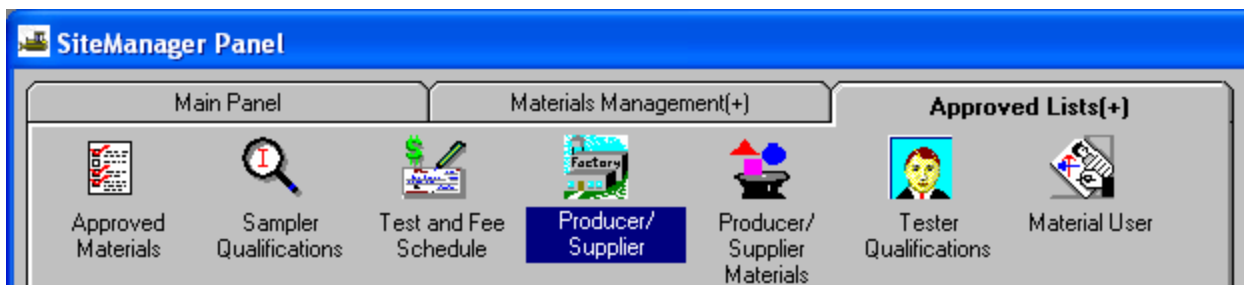 SiteManager Panel
Main Panel
Materials Management(+)
Approved Lists(+)
Factory
Approved
Materials
Sampler
Qualifications
Test and Fee
Schedule
Producer/
Supplier
Producer/
Supplier
Materials
Tester
Qualifications
Material User